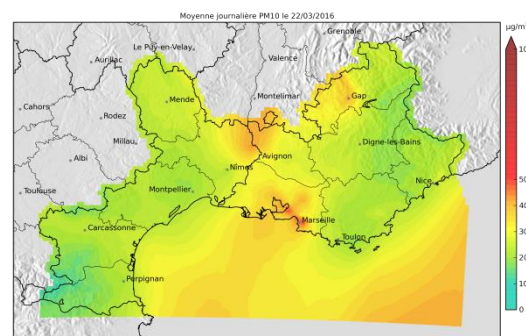 Moyenne journalière PM10 le 22/03/2016
Grenoble
µg/m
Le Puy-en-Velay
Aurillac
Valence
10
Cahors
Mende
Montelimar
Gap
Rodez
Millau
Albi
Digne-les-Bains
Avignon
Nîmes
50
Toulouse
Montpellier
Nice
40
Marseille
Carcassonne
30
Toulon
20
Perpignan
10
0